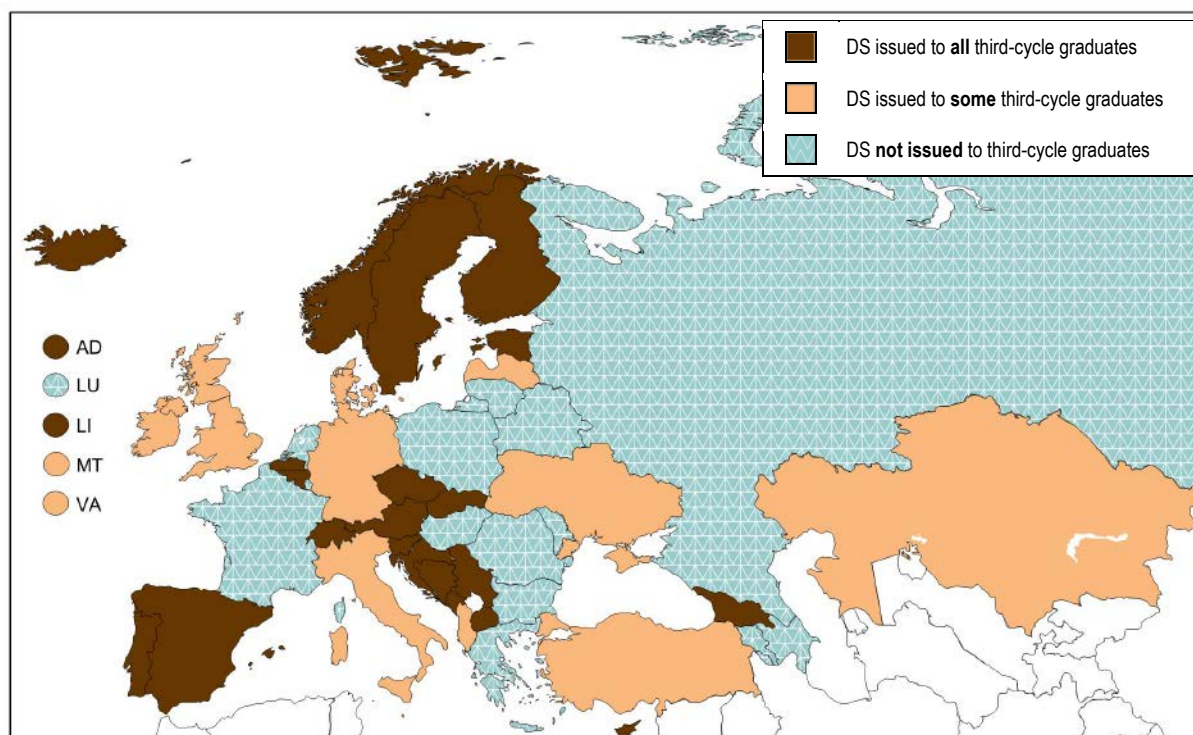 DS issued to all third-cycle graduates
DS issued to some third-cycle graduates
DS not issued to third-cycle graduates
AD
LU
LI
MT
VA